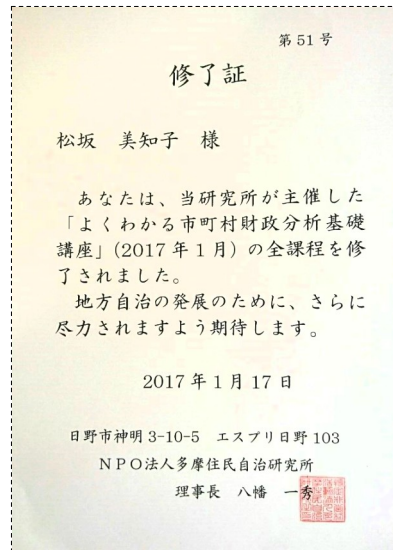 第51号
修了証
松坂　美知子　様
あなたは、当研究所が主催した
「よくわかる市町村財政分析基礎
講座」(2017年1月) の全課程を修
了されました。
地方自治の発展のために、さらに
尽力されますよう期待します。
2017年1月17日
日野市神明3-10-5　エスプリ日野103
NPO法人多摩住民自治研究所
理事長　八幡　一秀